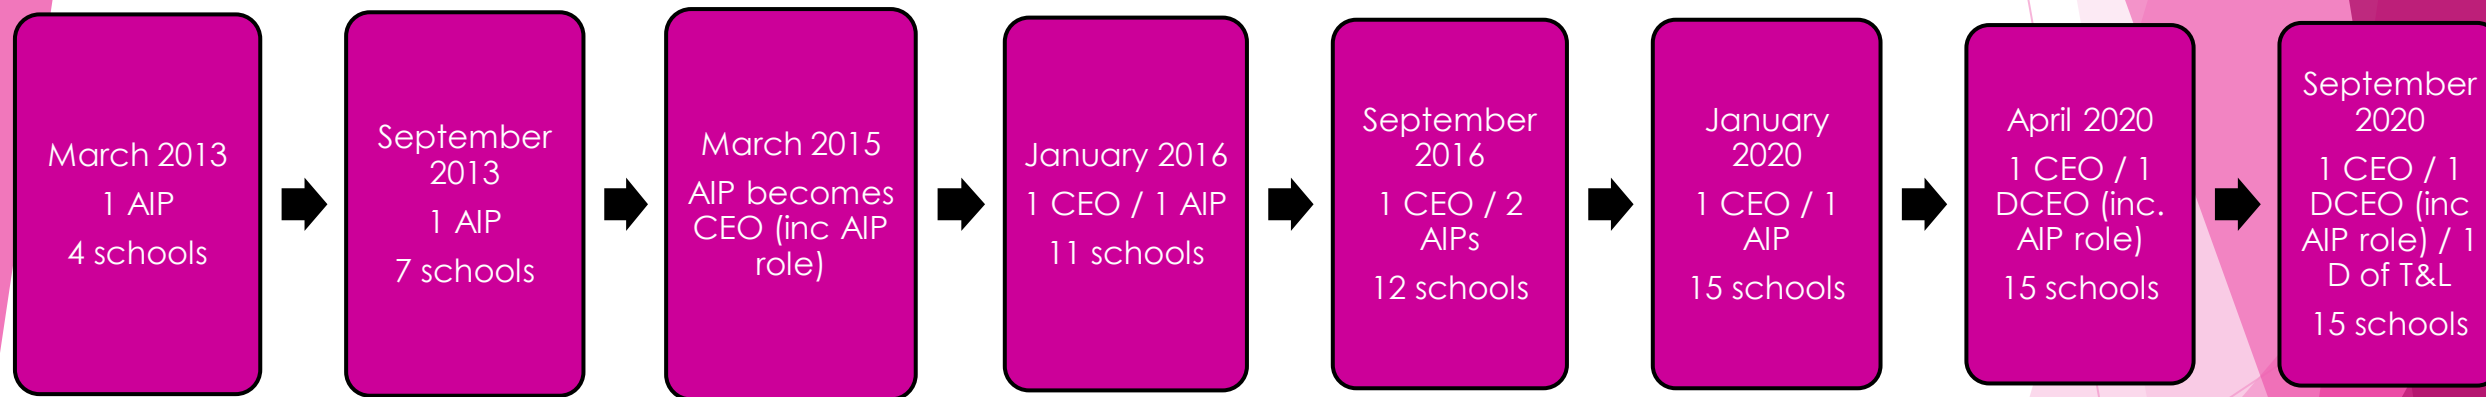 March 2013
1 AIP
4 schools
September
2013
1 AIP
7 schools
March 2015
AIP becomes
CEO (inc AIP
role)
January 2016
1 CEO / 1 AIP
11 schools
September
2016
1 CEO / 2
AIPs
12 schools
January
2020
1 CEO / 1
AIP
15 schools
April 2020
1 CEO / 1
DCEO (inc.
AIP role)
15 schools
September
2020
1 CEO / 1
DCEO (inc
AIP role) / 1
D of T&L
15 schools